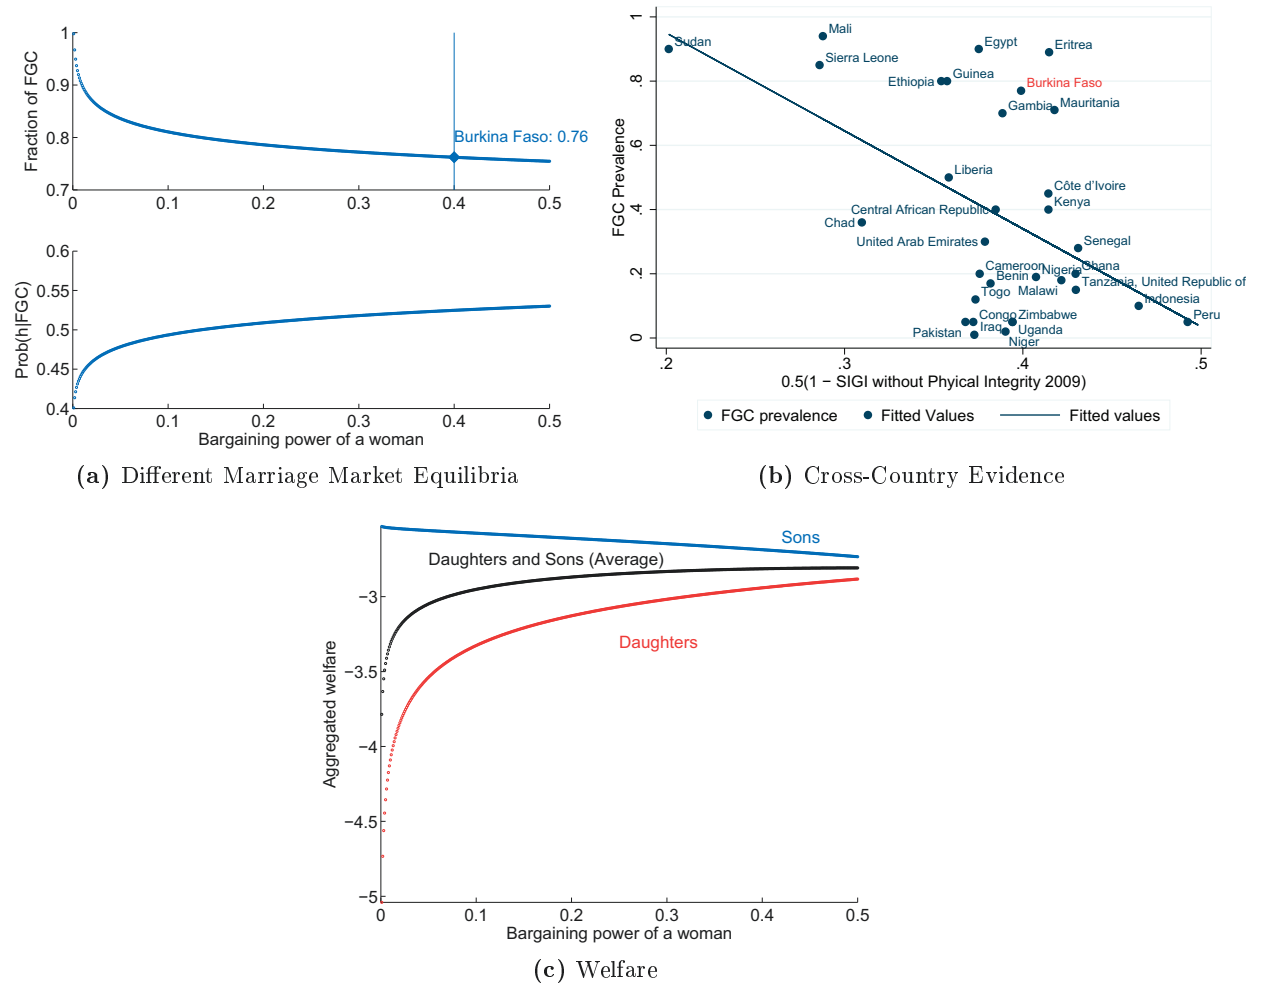 1
0.9
0.8
0.7
Fraction of FGC
Burkina Faso: 0.76
0
0.1
0.2
0.3
0.4
0.5
0.6
0.55
0.5
0.45
0.4
Prob(h|FGC)
0
0.1
0.2
0.3
0.4
0.5
Bargaining power of a woman
(a) Different Marriage Market Equilibria
1
.8
.6
.4
.2
0
FGC Prevalence
Sudan
Mali
Sierra Leone
Egypt
Eritrea
Ethiopia
Guinea
Burkina Faso
Gambia
Mauritania
Liberia
Côte d'Ivoire
Kenya
Central African Republic
Chad
United Arab Emirates
Senegal
Cameroon
Benin
Nigeria
Ghana
Togo
Malawi
Tanzania, United Republic of
Indonesia
Congo
Zimbabwe
Peru
Pakistan
Iraq
Uganda
Niger
.2
.3
.4
.5
0.5(1 − SIGI without Phyical Integrity 2009)
FGC prevalence
Fitted Values
Fitted values
(b) Cross-Country Evidence
Sons
Daughters and Sons (Average)
Daughters
−3
−3.5
−4
−4.5
−5
Aggregated welfare
0
0.1
0.2
0.3
0.4
0.5
Bargaining power of a woman
(c) Welfare